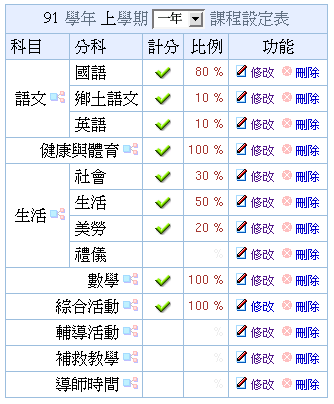 91 學年 上學期 一年 課程設定表
科目 分科 計分 比例 功能
語文 國語 80 % 修改 刪除
鄉土語文 10 % 修改 刪除
英語 10 % 修改 刪除
健康與體育 100 % 修改 刪除
生活 社會 30 % 修改 刪除
生活 50 % 修改 刪除
美勞 20 % 修改 刪除
禮儀 % 修改 刪除
數學 100 % 修改 刪除
綜合活動 100 % 修改 刪除
輔導活動 % 修改 刪除
補救教學 % 修改 刪除
導師時間 % 修改 刪除